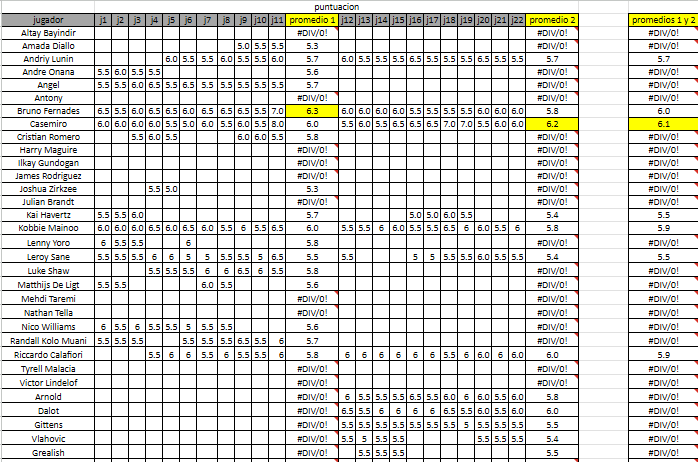 puntuacion
jugador j1 j2 j3 j4 j5 j6 j7 j8 j9 j10 j11 promedio 1 j12 j13 j14 j15 j16 j17 j18 j19 j20 j21 j22 promedio 2 promedios 1 y 2
Altay Bayindir #DIV/0! #DIV/0! #DIV/0!
Amada Diallo 5.0 5.5 5.5 5.3 #DIV/0! #DIV/0!
Andriy Lunin 6.0 5.5 5.5 6.0 5.5 5.5 6.0 5.7 6.0 5.5 5.5 5.5 6.5 5.5 5.5 5.5 5.5 5.5 5.5 5.7 5.7
Andre Onana 5.5 6.0 5.5 5.5 5.6 #DIV/0! #DIV/0!
Angel 5.5 5.5 6.0 5.5 6.5 5.5 5.5 5.5 5.5 5.5 5.5 5.7 #DIV/0! #DIV/0!
Antony #DIV/0! #DIV/0! #DIV/0!
Bruno Fernades 6.5 5.5 6.0 6.5 6.5 6.0 6.5 6.5 6.5 5.5 7.0 6.3 6.0 6.0 6.0 6.0 5.5 5.5 5.5 5.5 6.0 6.0 6.0 5.8 6.0
Casemiro 6.0 6.0 6.0 6.0 5.5 5.0 6.0 5.5 6.0 5.5 8.0 6.0 5.5 6.0 5.5 6.5 6.5 6.5 7.0 7.0 5.5 6.0 6.0 6.2 6.1
Cristian Romero 5.5 6.0 5.5 6.0 6.0 5.5 5.8 #DIV/0! #DIV/0!
Harry Maguire #DIV/0! #DIV/0! #DIV/0!
Ilkay Gundogan #DIV/0! #DIV/0! #DIV/0!
James Rodriguez #DIV/0! #DIV/0! #DIV/0!
Joshua Zirkzee 5.5 5.0 5.3 #DIV/0! #DIV/0!
Julian Brandt #DIV/0! #DIV/0! #DIV/0!
Kai Havertz 5.5 5.5 6.0 5.7 5.0 5.0 6.0 5.5 5.4 5.5
Kobbie Mainoo 6.0 6.0 6.0 6.5 6.0 6.5 6.0 5.5 6 5.5 6.5 6.0 5.5 5.5 6 6.0 5.5 5.5 6.5 6 6.0 5.5 6 5.8 5.9
Lenny Yoro 6 5.5 5.5 6 5.8 #DIV/0! #DIV/0!
Leroy Sane 5.5 5.5 5.5 6 6 5 5 5.5 5.5 5 6.5 5.5 5.5 5 5 5.5 5.5 6.0 5.5 5.5 5.4 5.5
Luke Shaw 5.5 5.5 5.5 6 6 6.5 6 5.5 5.8 #DIV/0! #DIV/0!
Matthijs De Ligt 5.5 5.5 6.0 5.5 5.6 #DIV/0! #DIV/0!
Mehdi Taremi #DIV/0! #DIV/0! #DIV/0!
Nathan Tella #DIV/0! #DIV/0! #DIV/0!
Nico Williams 6 5.5 6 5.5 5.5 5 5.5 5.5 5.6 #DIV/0! #DIV/0!
Randall Kolo Muani 5.5 5.5 5.5 5.5 5.5 5.5 6.5 5.5 6 5.7 #DIV/0! #DIV/0!
Riccardo Calafiori 5.5 6 6 5.5 6 5.5 5.5 6 5.8 6 6 6 6 6 6 5.5 6 6.0 6 6.0 6.0 5.9
Tyrell Malacia #DIV/0! #DIV/0! #DIV/0!
Victor Lindelof #DIV/0! #DIV/0! #DIV/0!
Arnold #DIV/0! 6 5.5 5.5 5.5 6.5 5.5 6.0 6 6.0 5.5 6.0 5.8 #DIV/0!
Dalot #DIV/0! 6.5 5.5 6 6 6 6 6.5 5.5 6.0 5.5 6.0 6.0 #DIV/0!
Gittens #DIV/0! 5.5 5.5 5.5 5.5 5.5 5.5 5.5 5 5.5 5.5 5.5 5.5 #DIV/0!
Vlahovic #DIV/0! 5.5 5 5.5 5.5 5.5 5.5 5.5 5.4 #DIV/0!
Grealish #DIV/0! 5.5 5.5 5.5 5.5 #DIV/0!